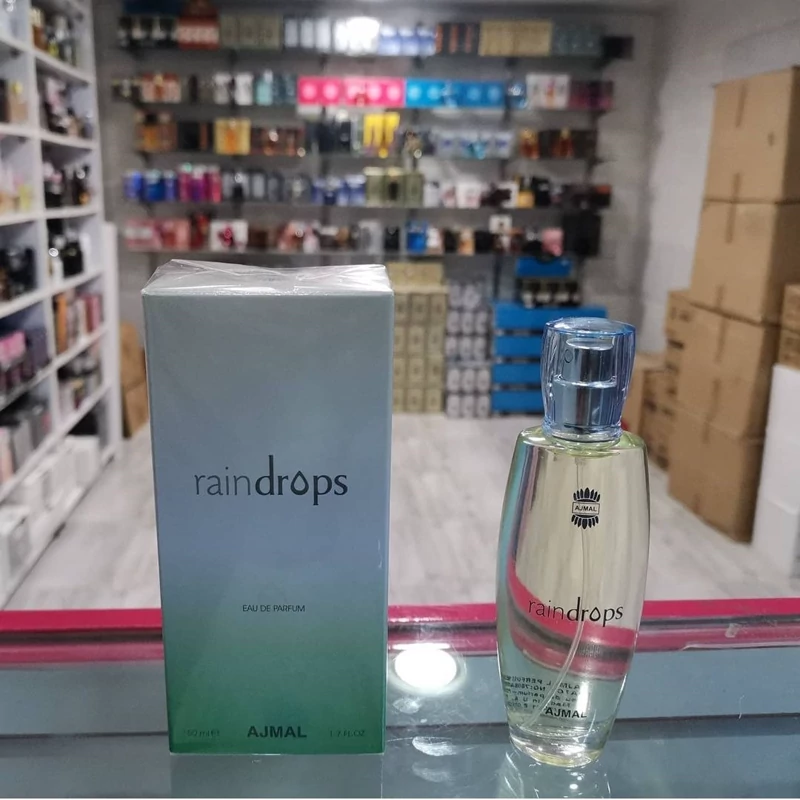 raindrops
EAU DE PARFUM
50 ml ℮
AJMAL
1.7 FL.OZ
AJMAL
raindrops
AJMAL